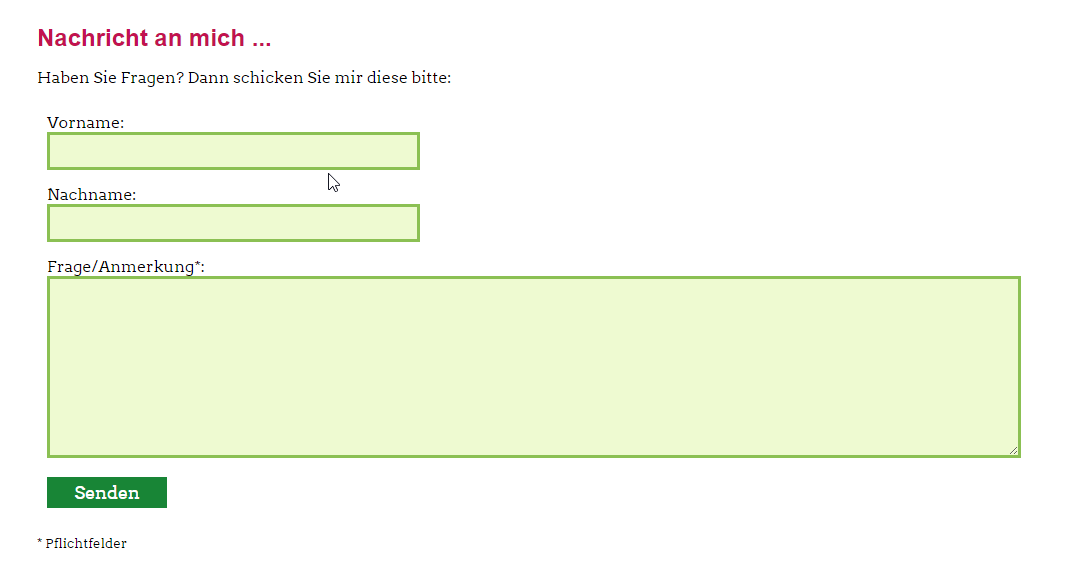 Nachricht an mich ...
Haben Sie Fragen? Dann schicken Sie mir diese bitte:
Vorname:
Nachname:
Frage/Anmerkung*:
Senden
* Pflichtfelder